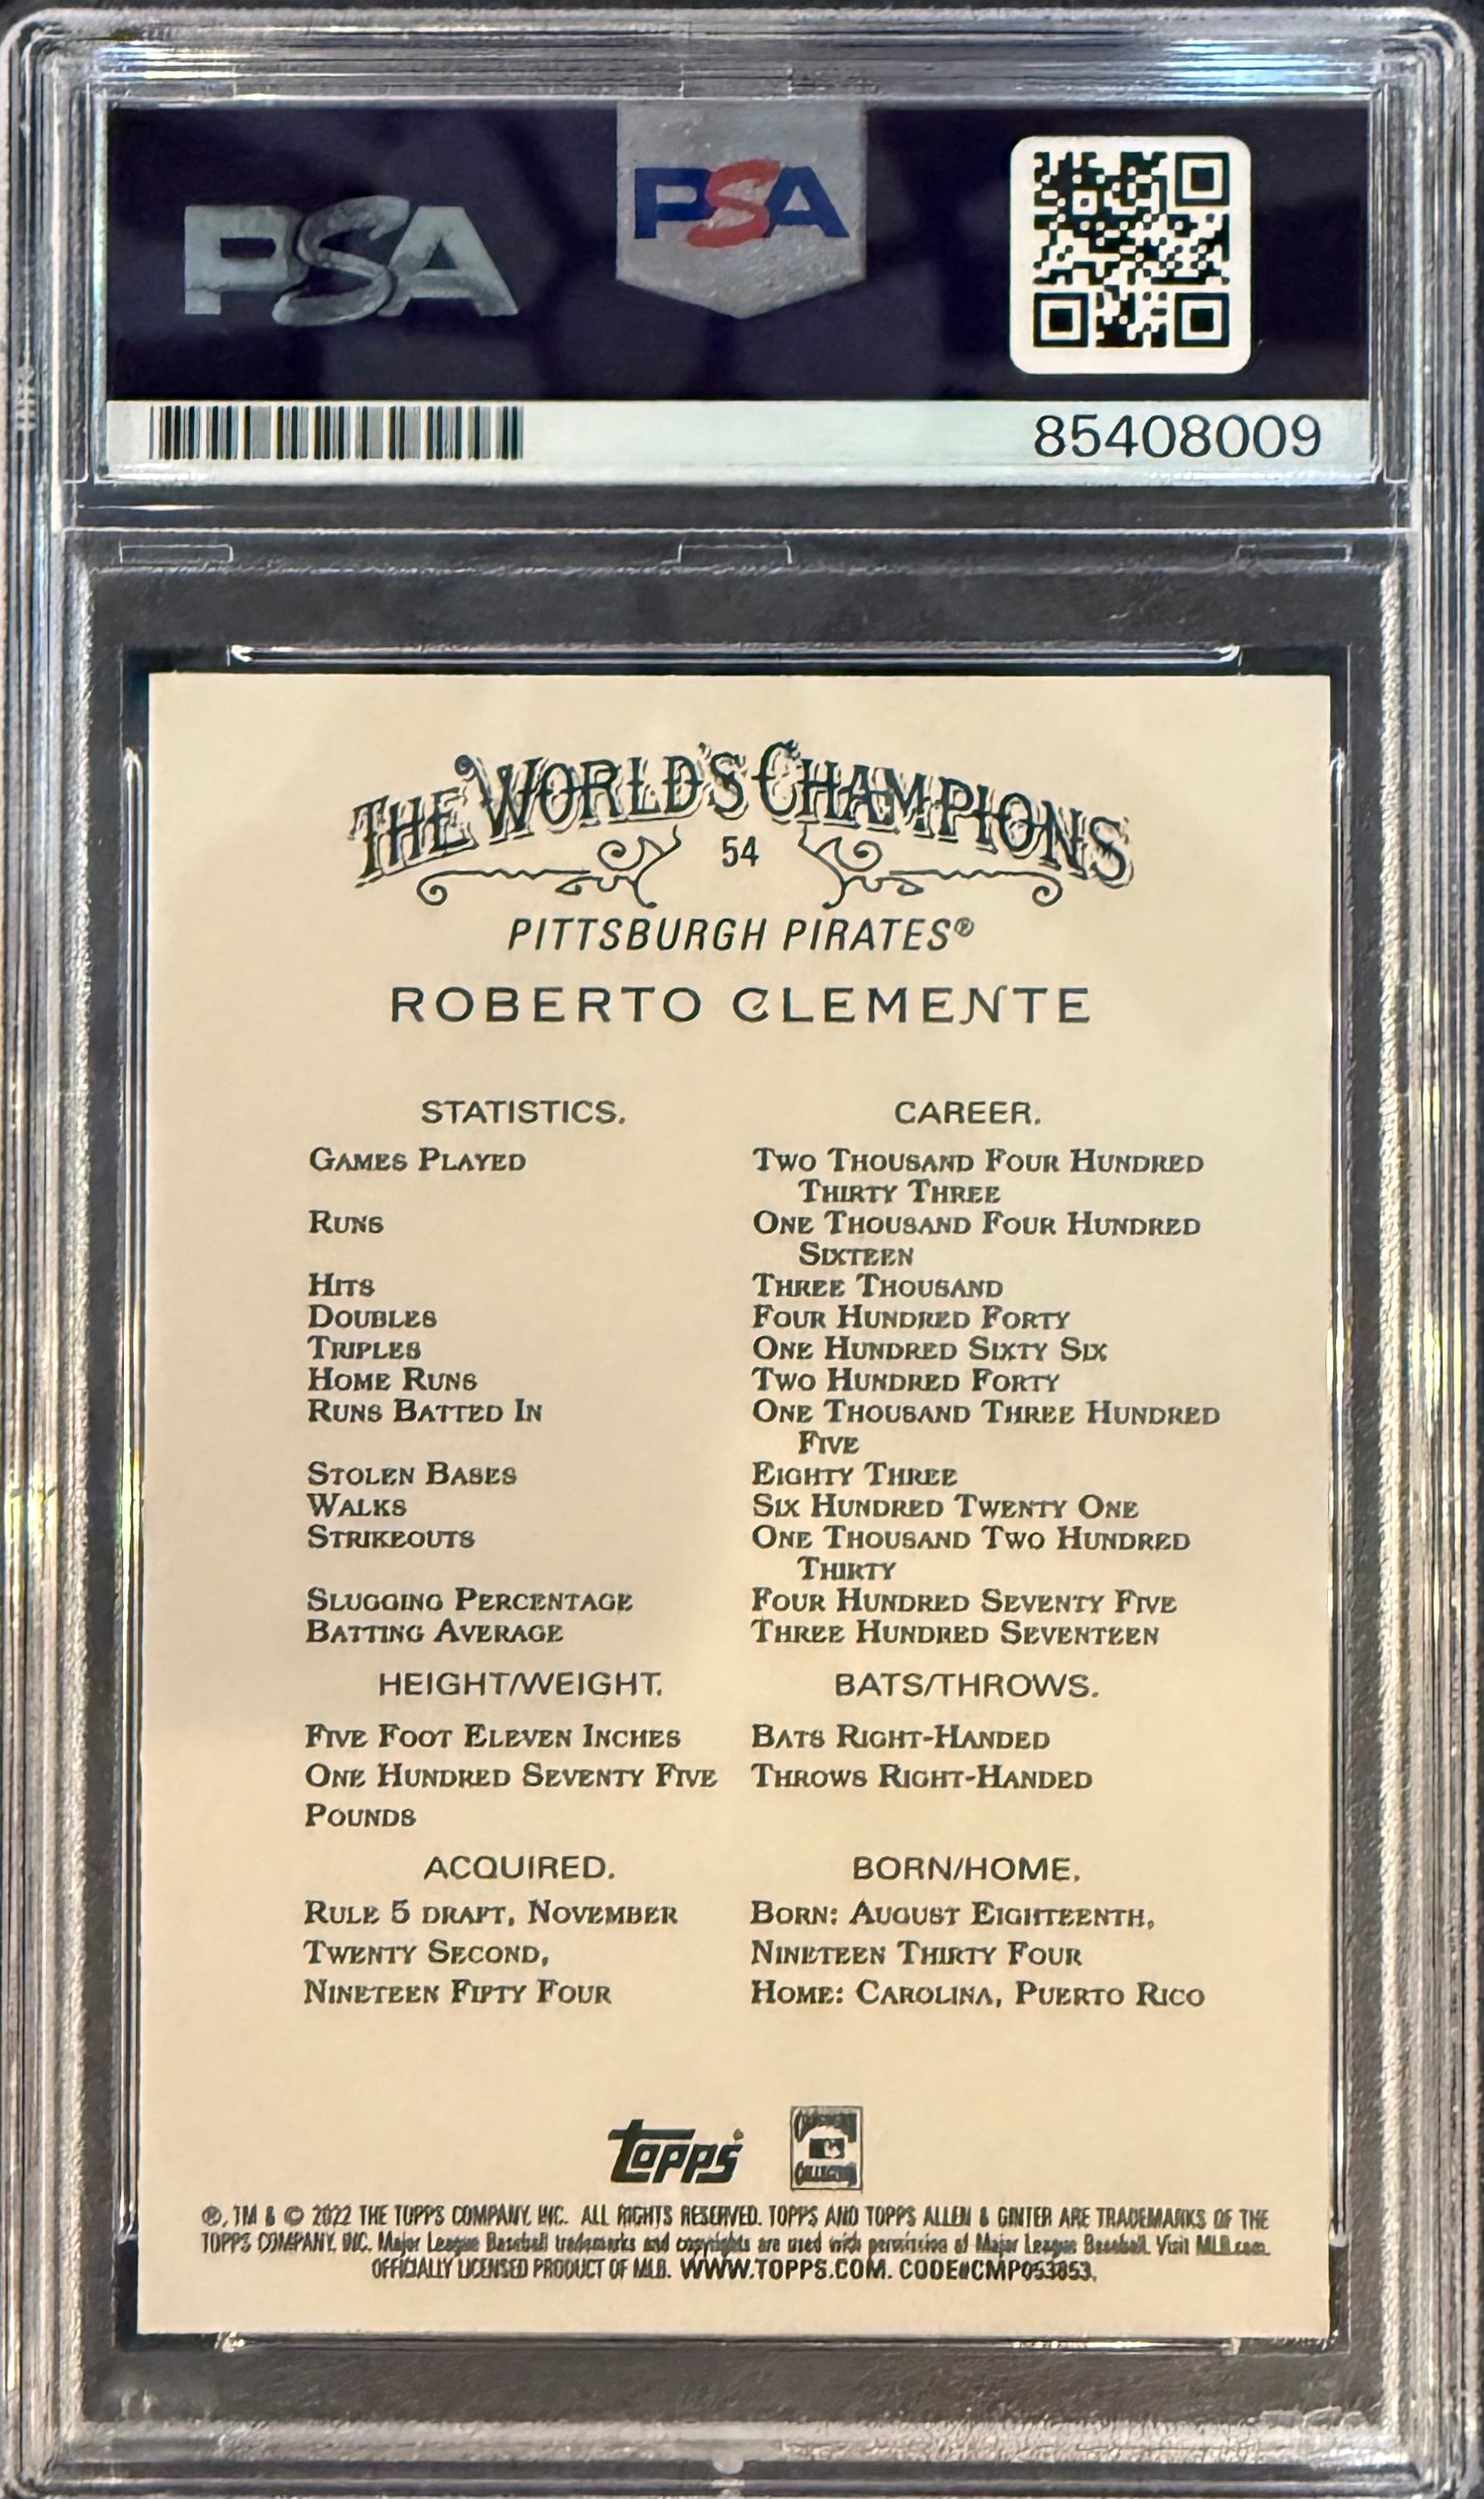 PSA
PSA
85408009
THE WORLD'S CHAMPIONS
54
PITTSBURGH PIRATES®
ROBERTO CLEMENTE
STATISTICS. CAREER.
GAMES PLAYED TWO THOUSAND FOUR HUNDRED
THIRTY THREE
RUNS ONE THOUSAND FOUR HUNDRED
SIXTEEN
HITS THREE THOUSAND
DOUBLES FOUR HUNDRED FORTY
TRIPLES ONE HUNDRED SIXTY SIX
HOME RUNS TWO HUNDRED FORTY
RUNS BATTED IN ONE THOUSAND THREE HUNDRED
FIVE
STOLEN BASES EIGHTY THREE
WALKS SIX HUNDRED TWENTY ONE
STRIKEOUTS ONE THOUSAND TWO HUNDRED
THIRTY
SLUGGING PERCENTAGE FOUR HUNDRED SEVENTY FIVE
BATTING AVERAGE THREE HUNDRED SEVENTEEN
HEIGHT/WEIGHT. BATS/THROWS.
FIVE FOOT ELEVEN INCHES BATS RIGHT-HANDED
ONE HUNDRED SEVENTY FIVE THROWS RIGHT-HANDED
POUNDS
ACQUIRED. BORN/HOME.
RULE 5 DRAFT, NOVEMBER BORN: AUGUST EIGHTEENTH,
TWENTY SECOND, NINETEEN THIRTY FOUR
NINETEEN FIFTY FOUR HOME: CAROLINA, PUERTO RICO
topps COLLECTION
®, TM & © 2022 THE TOPPS COMPANY, INC. ALL RIGHTS RESERVED. TOPPS AND TOPPS ALLEN & GINTER ARE TRADEMARKS OF THE
TOPPS COMPANY, INC. Major League Baseball trademarks and copyrights are used with permission of Major League Baseball. Visit MLB.com.
OFFICIALLY LICENSED PRODUCT OF MLB. WWW.TOPPS.COM. CODE#CMP053853.